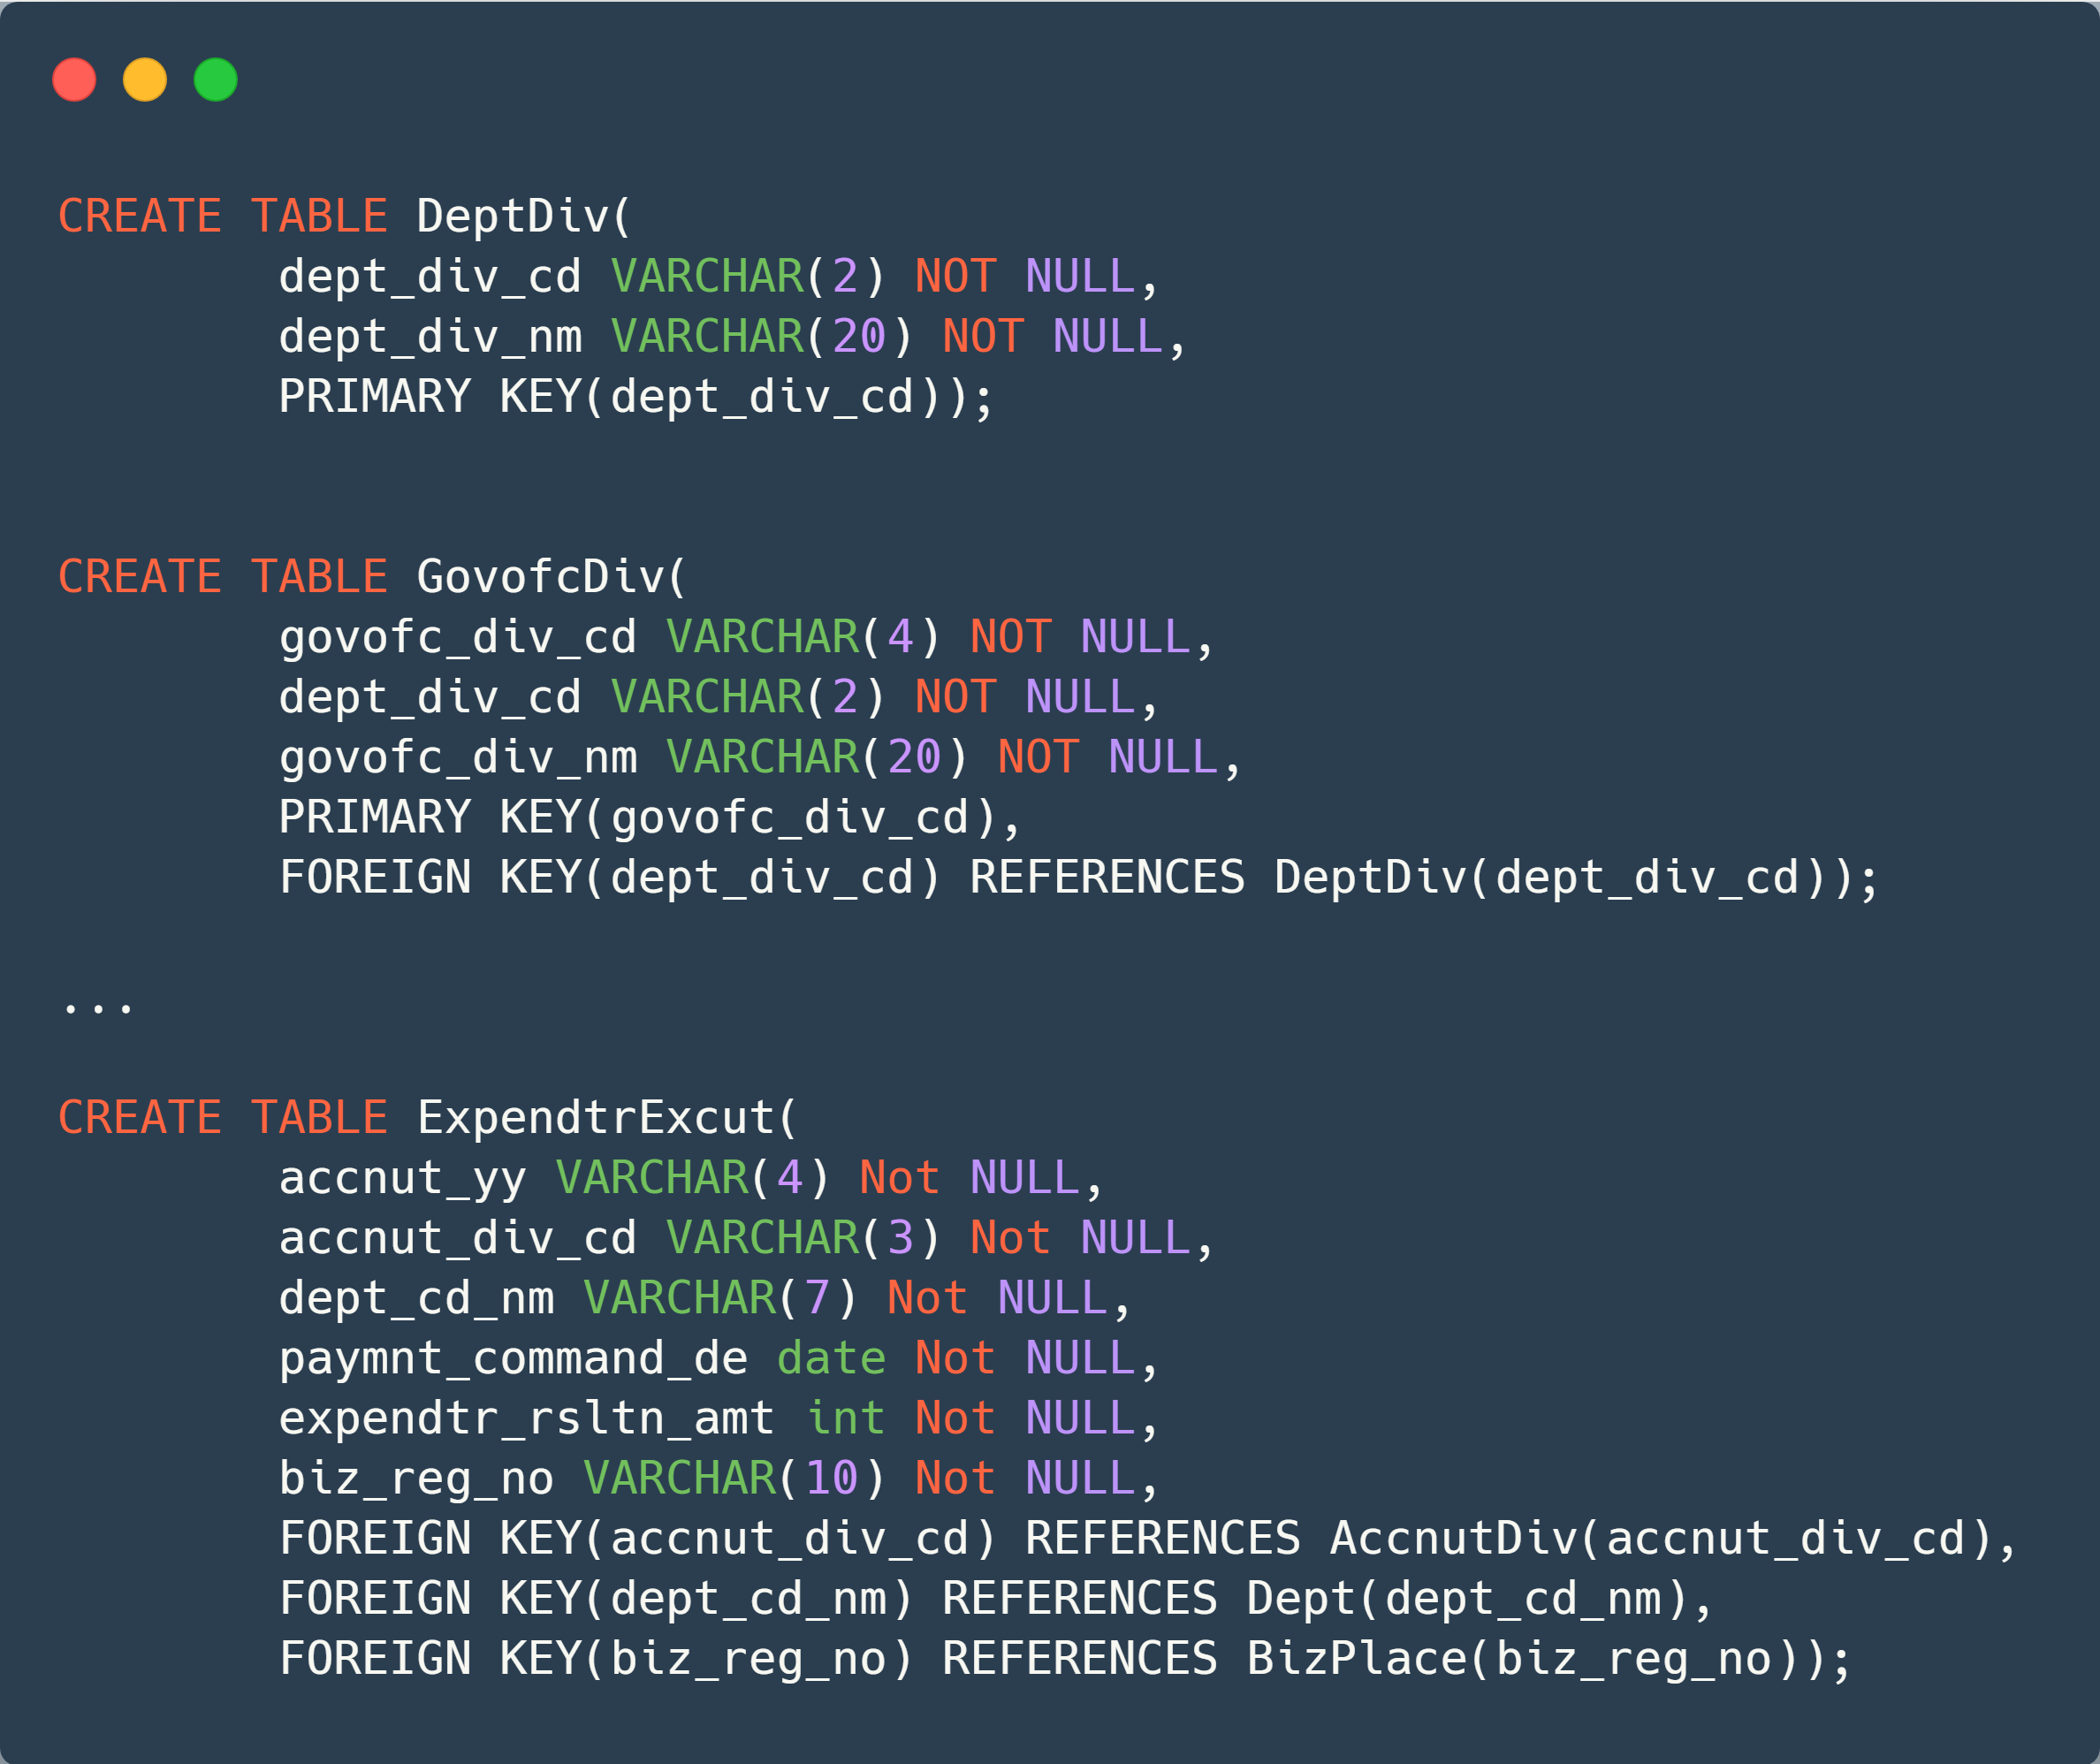 CREATE TABLE DeptDiv(
dept_div_cd VARCHAR(2) NOT NULL,
dept_div_nm VARCHAR(20) NOT NULL,
PRIMARY KEY(dept_div_cd));
CREATE TABLE GovofcDiv(
govofc_div_cd VARCHAR(4) NOT NULL,
dept_div_cd VARCHAR(2) NOT NULL,
govofc_div_nm VARCHAR(20) NOT NULL,
PRIMARY KEY(govofc_div_cd),
FOREIGN KEY(dept_div_cd) REFERENCES DeptDiv(dept_div_cd));
...
CREATE TABLE ExpendtrExcut(
accnut_yy VARCHAR(4) Not NULL,
accnut_div_cd VARCHAR(3) Not NULL,
dept_cd_nm VARCHAR(7) Not NULL,
paymnt_command_de date Not NULL,
expendtr_rsltn_amt int Not NULL,
biz_reg_no VARCHAR(10) Not NULL,
FOREIGN KEY(accnut_div_cd) REFERENCES AccnutDiv(accnut_div_cd),
FOREIGN KEY(dept_cd_nm) REFERENCES Dept(dept_cd_nm),
FOREIGN KEY(biz_reg_no) REFERENCES BizPlace(biz_reg_no));